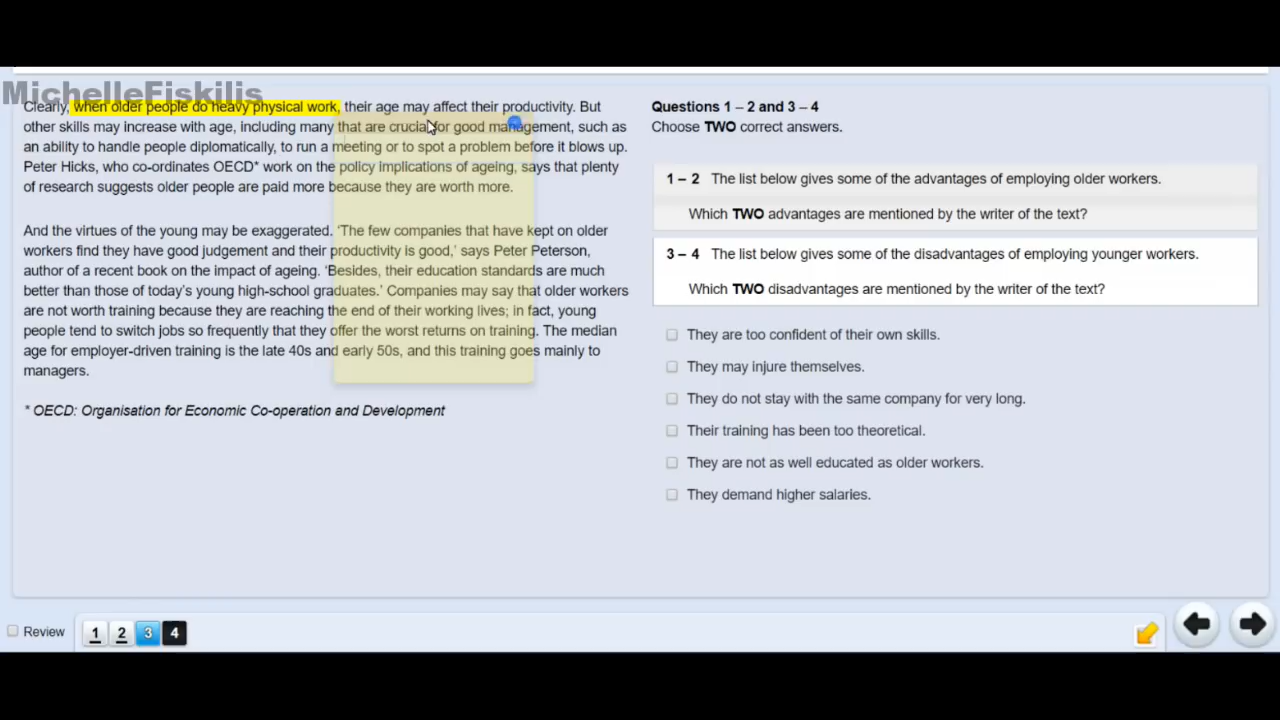 MichelleFiskilis
Clearly, when older people do heavy physical work, their age may affect their productivity. But
other skills may increase with age, including many that are crucial for good management, such as
an ability to handle people diplomatically, to run a meeting or to spot a problem before it blows up.
Peter Hicks, who co-ordinates OECD* work on the policy implications of ageing, says that plenty
of research suggests older people are paid more because they are worth more.
And the virtues of the young may be exaggerated. ‘The few companies that have kept on older
workers find they have good judgement and their productivity is good,’ says Peter Peterson,
author of a recent book on the impact of ageing. ‘Besides, their education standards are much
better than those of today’s young high-school graduates.’ Companies may say that older workers
are not worth training because they are reaching the end of their working lives; in fact, young
people tend to switch jobs so frequently that they offer the worst returns on training. The median
age for employer-driven training is the late 40s and early 50s, and this training goes mainly to
managers.
* OECD: Organisation for Economic Co-operation and Development
Questions 1 – 2 and 3 – 4
Choose TWO correct answers.
1 – 2 The list below gives some of the advantages of employing older workers.
Which TWO advantages are mentioned by the writer of the text?
3 – 4 The list below gives some of the disadvantages of employing younger workers.
Which TWO disadvantages are mentioned by the writer of the text?
They are too confident of their own skills.
They may injure themselves.
They do not stay with the same company for very long.
Their training has been too theoretical.
They are not as well educated as older workers.
They demand higher salaries.
Review 1 2 3 4